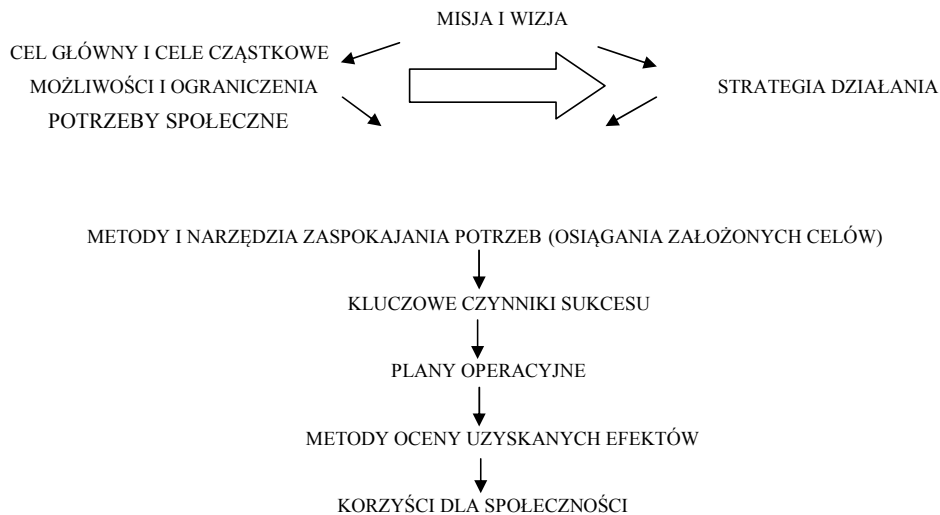 MISJA I WIZJA
CEL GŁÓWNY I CELE CZĄSTKOWE
MOŻLIWOŚCI I OGRANICZENIA
POTRZEBY SPOŁECZNE
STRATEGIA DZIAŁANIA
METODY I NARZĘDZIA ZASPOKAJANIA POTRZEB (OSIĄGANIA ZAŁOŻONYCH CELÓW)
KLUCZOWE CZYNNIKI SUKCESU
PLANY OPERACYJNE
METODY OCENY UZYSKANYCH EFEKTÓW
KORZYŚCI DLA SPOŁECZNOŚCI